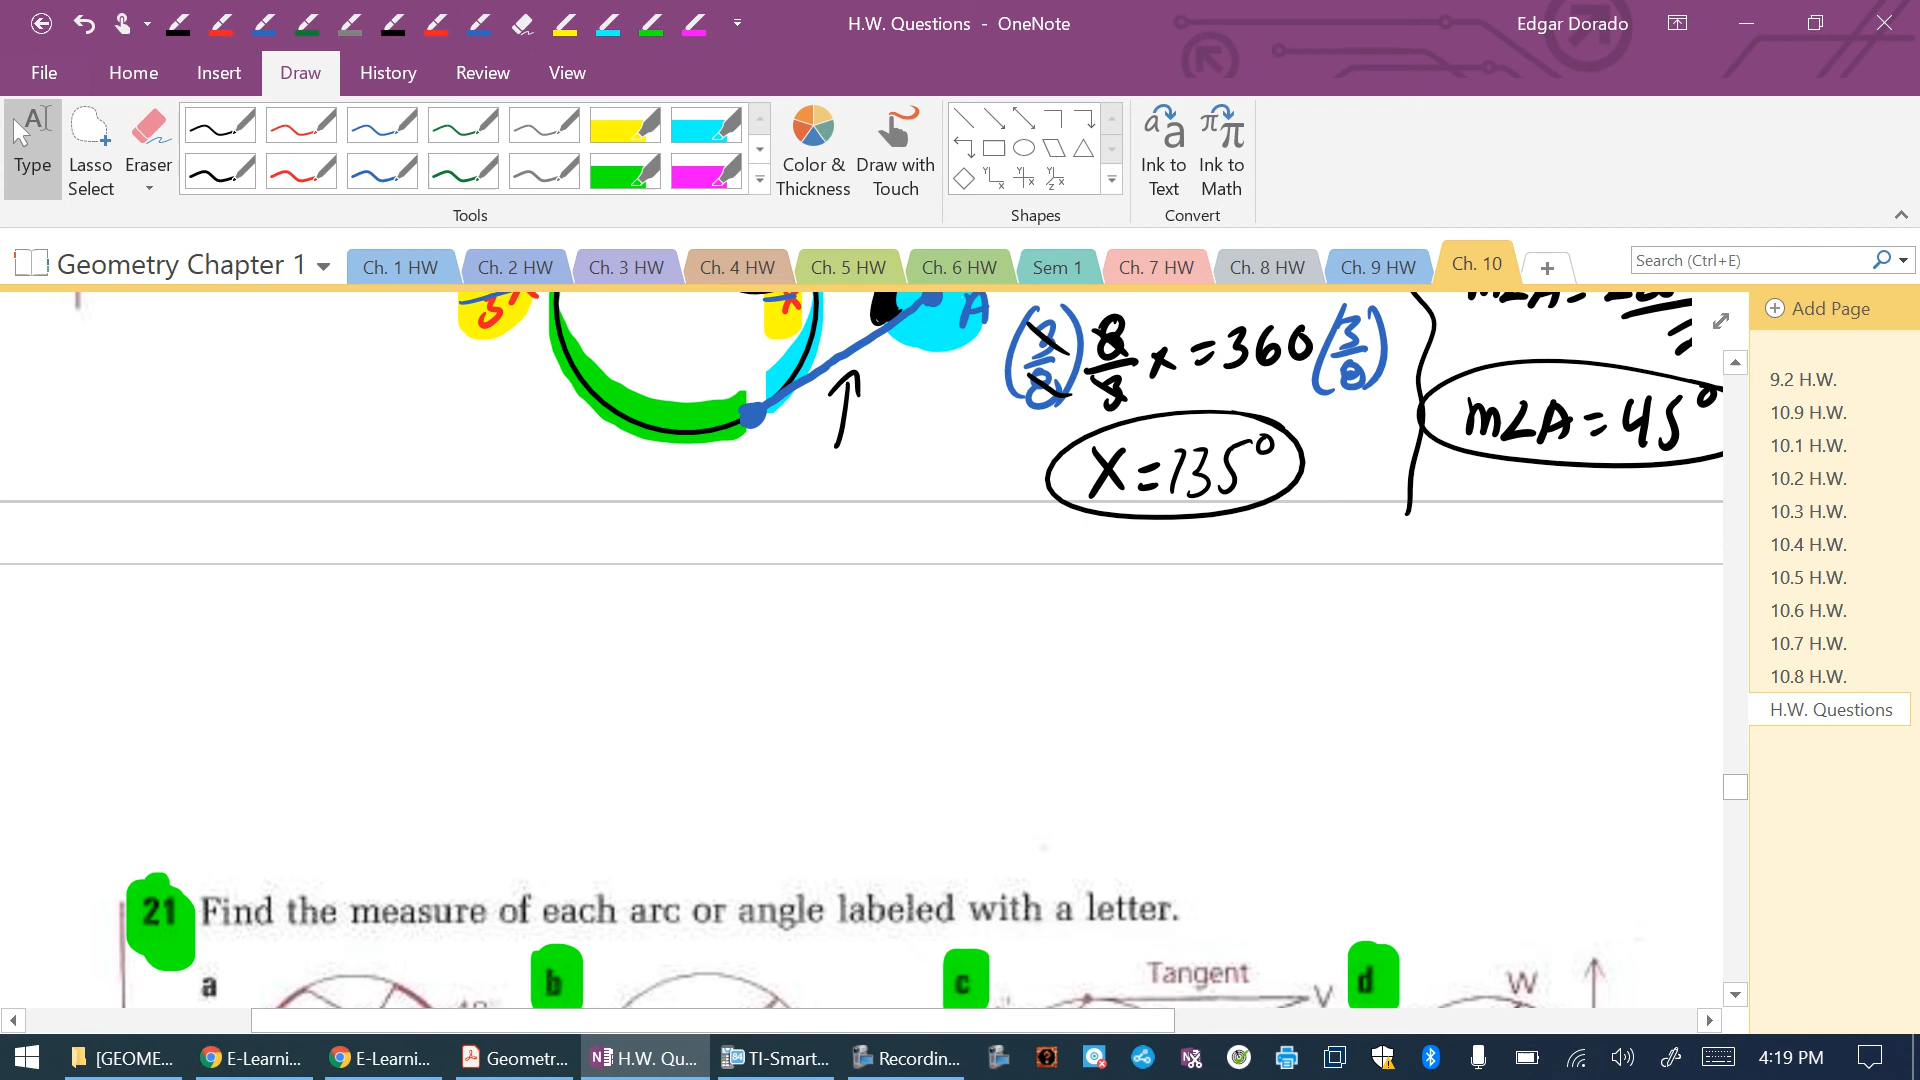 H.W. Questions - OneNote
Edgar Dorado
File Home Insert Draw History Review View
Type
Lasso Select
Eraser
Color & Thickness
Draw with Touch
Ink to Text
Ink to Math
Tools
Shapes
Convert
Geometry Chapter 1
Ch. 1 HW
Ch. 2 HW
Ch. 3 HW
Ch. 4 HW
Ch. 5 HW
Ch. 6 HW
Sem 1
Ch. 7 HW
Ch. 8 HW
Ch. 9 HW
Ch. 10
Search (Ctrl+E)
Add Page
9.2 H.W.
10.9 H.W.
10.1 H.W.
10.2 H.W.
10.3 H.W.
10.4 H.W.
10.5 H.W.
10.6 H.W.
10.7 H.W.
10.8 H.W.
H.W. Questions
A
(3/8) 8/3 x = 360 (3/8)
x = 135°
m∠A = 45°
21 Find the measure of each arc or angle labeled with a letter.
a
b
c
Tangent
V
d
W
[GEOME...
E-Learni...
E-Learni...
Geometr...
H.W. Qu...
TI-Smart...
Recordin...
4:19 PM